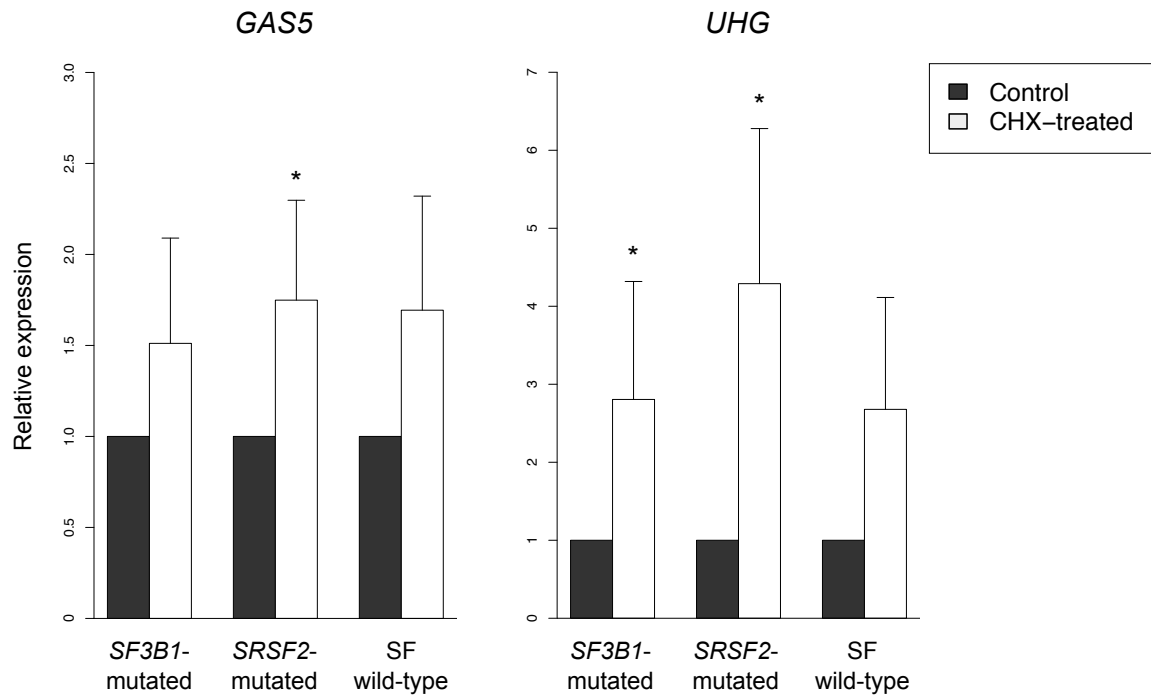 GAS5
UHG
Control
CHX–treated
Relative expression
3.0
2.5
2.0
1.5
1.0
0.5
0
*
SF3B1-
mutated
SRSF2-
mutated
SF
wild-type
7
6
5
4
3
2
1
0
*
*
SF3B1-
mutated
SRSF2-
mutated
SF
wild-type